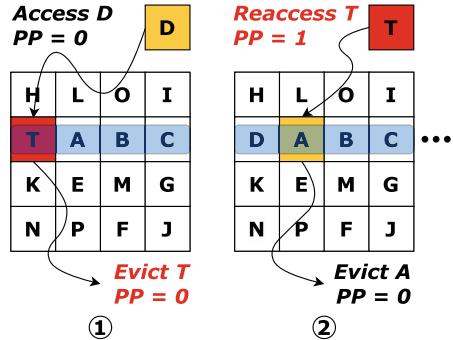 Access D
PP = 0
D
H L O I
T A B C
K E M G
N P F J
Evict T
PP = 0
①
Reaccess T
PP = 1
T
H L O I
D A B C
K E M G
N P F J
•••
Evict A
PP = 0
②